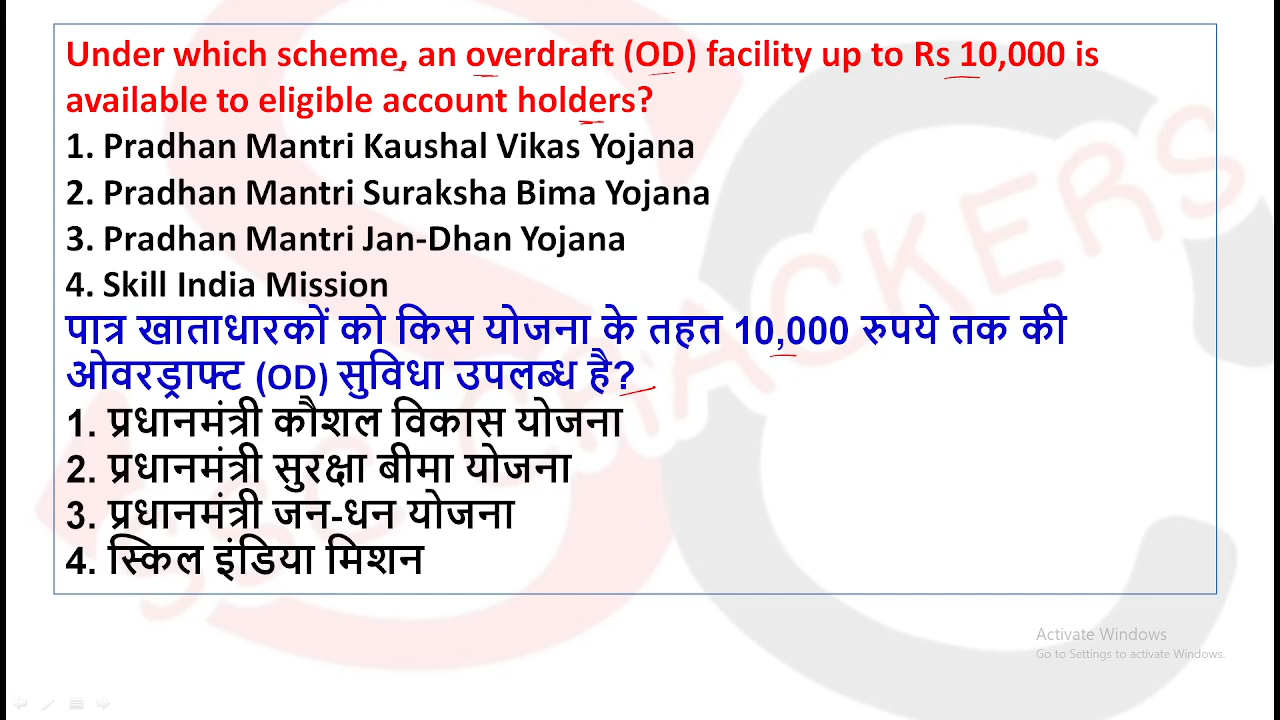 Under which scheme, an overdraft (OD) facility up to Rs 10,000 is
available to eligible account holders?
1. Pradhan Mantri Kaushal Vikas Yojana
2. Pradhan Mantri Suraksha Bima Yojana
3. Pradhan Mantri Jan-Dhan Yojana
4. Skill India Mission
पात्र खाताधारकों को किस योजना के तहत 10,000 रुपये तक की
ओवरड्राफ्ट (OD) सुविधा उपलब्ध है?
1. प्रधानमंत्री कौशल विकास योजना
2. प्रधानमंत्री सुरक्षा बीमा योजना
3. प्रधानमंत्री जन-धन योजना
4. स्किल इंडिया मिशन
Activate Windows
Go to Settings to activate Windows.